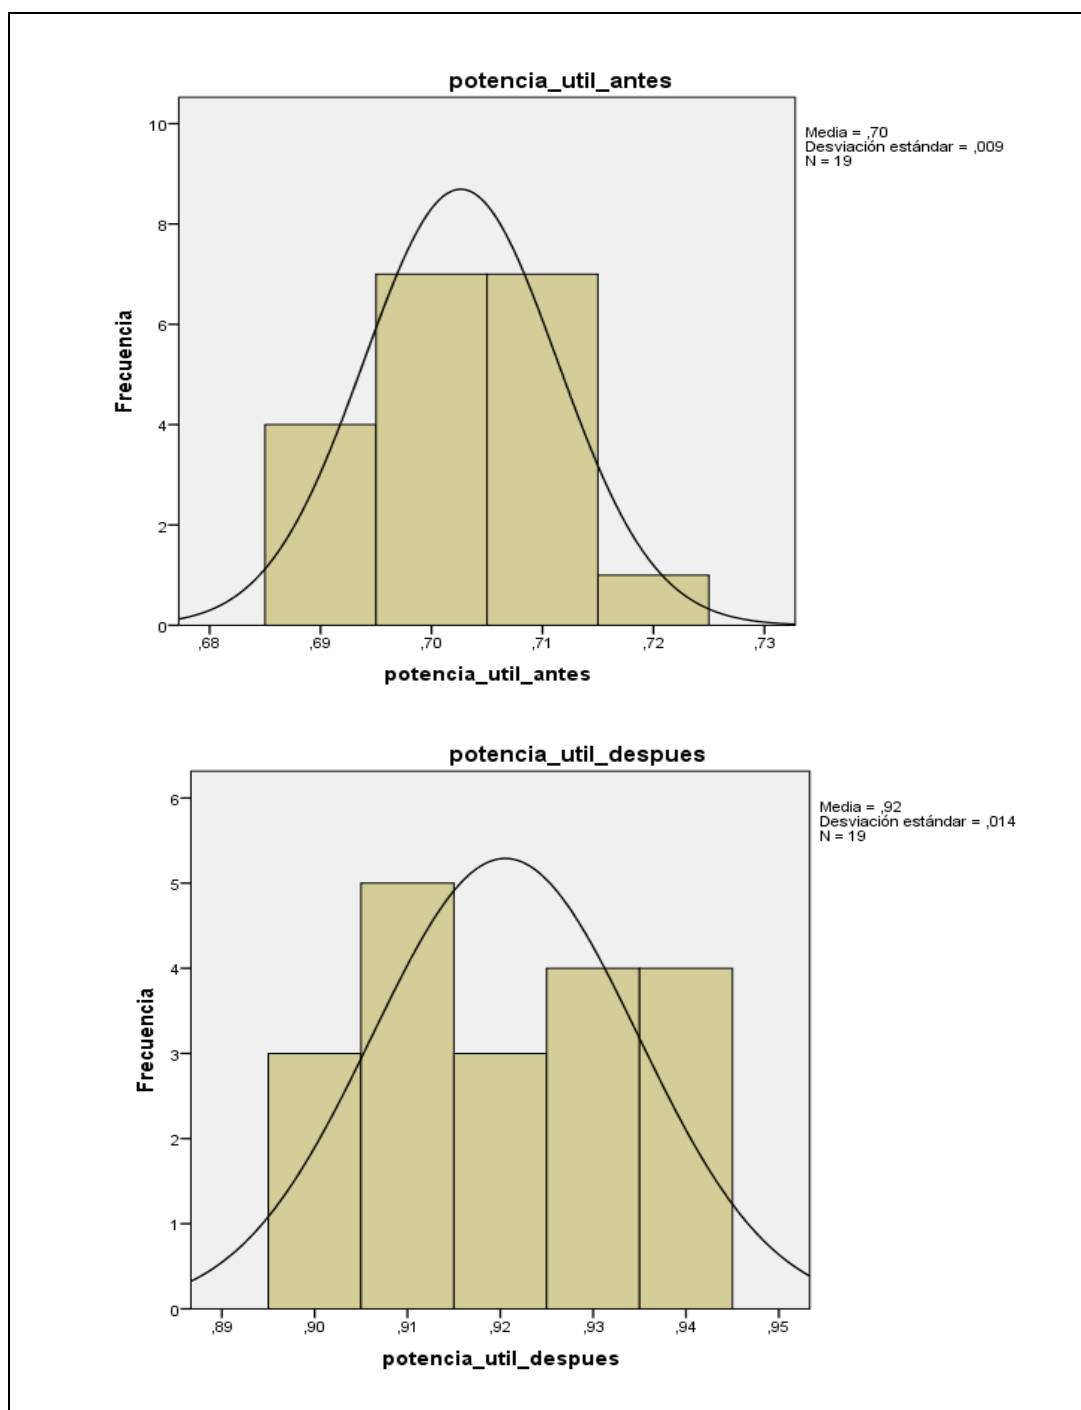 potencia_util_antes
Media = ,70
Desviación estándar = ,009
N = 19
10
8
6
4
2
0
Frecuencia
,68 ,69 ,70 ,71 ,72 ,73
potencia_util_antes
potencia_util_despues
Media = ,92
Desviación estándar = ,014
N = 19
6
5
4
3
2
1
0
Frecuencia
,89 ,90 ,91 ,92 ,93 ,94 ,95
potencia_util_despues